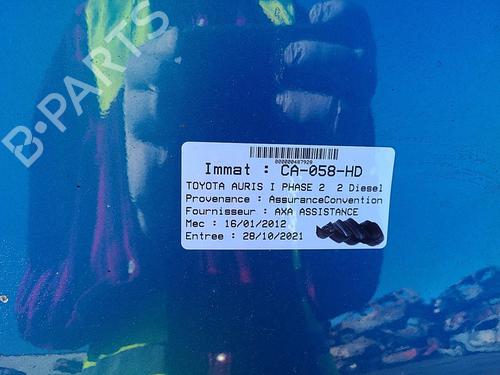 B-PARTS
000000487928
Immat : CA-058-HD
TOYOTA AURIS I PHASE 2 2 Diesel
Provenance : AssuranceConvention
Fournisseur : AXA ASSISTANCE
Mec : 16/01/2012
Entree : 28/10/2021